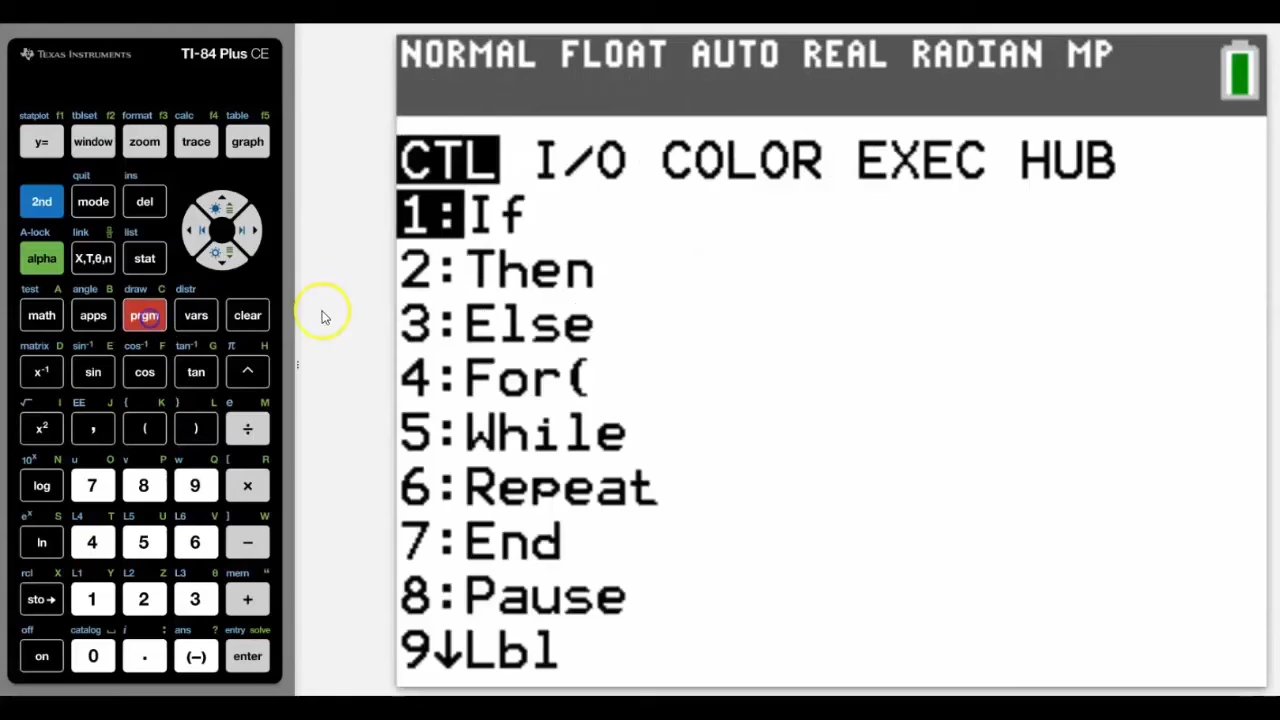 TEXAS INSTRUMENTS TI-84 Plus CE
statplot f1 tblset f2 format f3 calc f4 table f5
y= window zoom trace graph
quit ins
2nd mode del
A-lock link list
alpha X,T,θ,n stat
test A angle B draw C distr
math apps prgm vars clear
matrix D sin-1 E cos-1 F tan-1 G π H
x-1 sin cos tan ^
√ I EE J { K } L e M
x² , ( ) ÷
10x N u O v P w Q [ R
log 7 8 9 ×
ex S L4 T L5 U L6 V ] W
ln 4 5 6 −
rcl X L1 Y L2 Z L3 θ mem "
sto→ 1 2 3 +
off catalog ⎵ i : ans ? entry solve
on 0 . (−) enter
NORMAL FLOAT AUTO REAL RADIAN MP
CTL I/O COLOR EXEC HUB
1:If
2:Then
3:Else
4:For(
5:While
6:Repeat
7:End
8:Pause
9↓Lbl